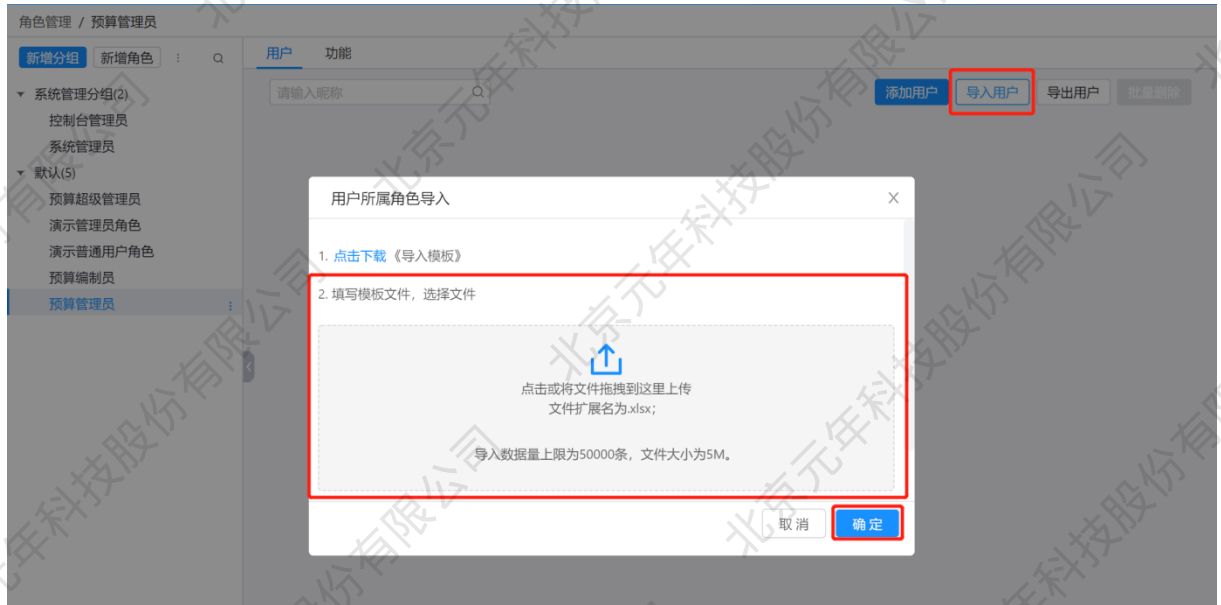 角色管理 / 预算管理员
新增分组 新增角色
用户 功能
请输入昵称
添加用户 导入用户 导出用户 批量删除
系统管理分组(2)
控制台管理员
系统管理员
默认(5)
预算超级管理员
演示管理员角色
演示普通用户角色
预算编制员
预算管理员
用户所属角色导入
1. 点击下载《导入模板》
2. 填写模板文件，选择文件
点击或将文件拖拽到这里上传
文件扩展名为.xlsx;
导入数据量上限为50000条，文件大小为5M。
取消 确定
北京元年科技股份有限公司